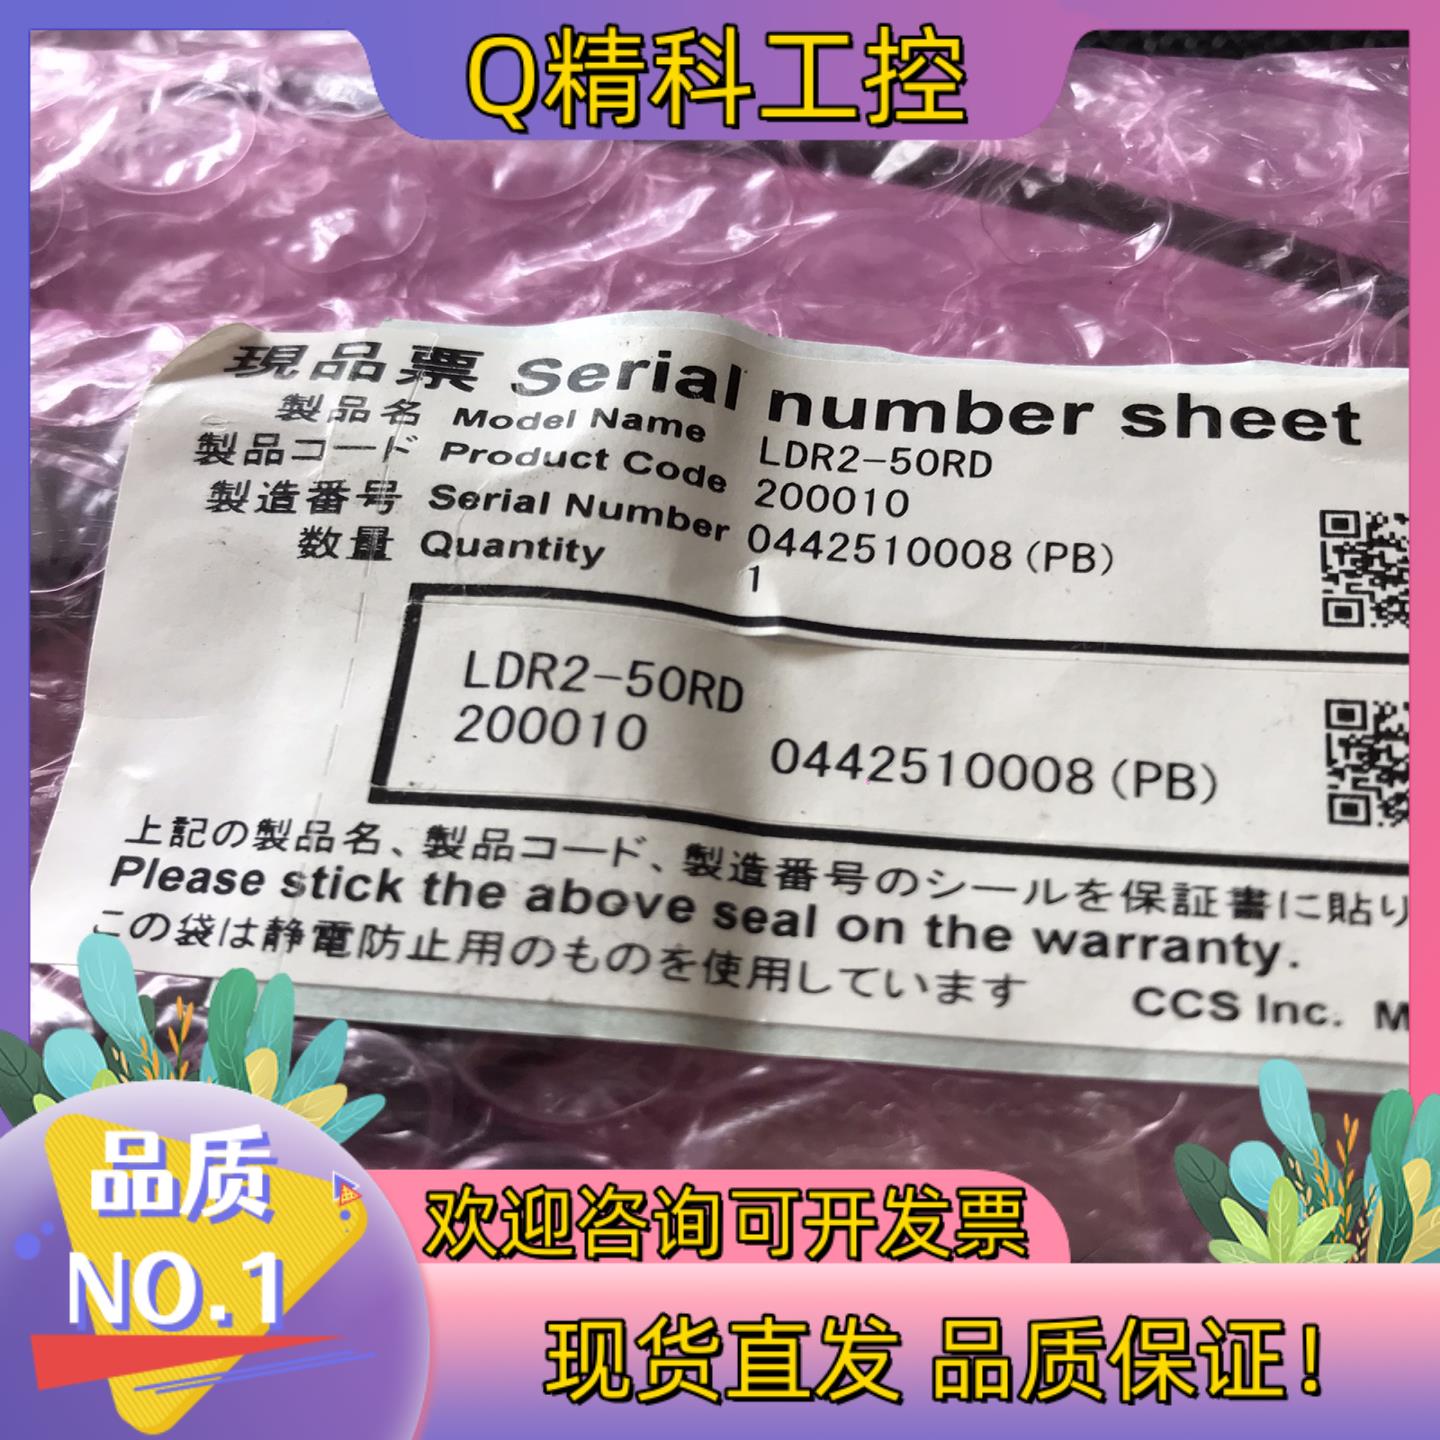 Q精科工控
現品票 Serial number sheet
製品名 Model Name LDR2-50RD
製品コード Product Code 200010
製造番号 Serial Number 0442510008(PB)
数量 Quantity 1
LDR2-50RD
200010 0442510008(PB)
上記の製品名、製品コード、製造番号のシールを保証書に貼り
Please stick the above seal on the warranty.
この袋は静電防止用のものを使用しています
CCS Inc. M
品质
NO.1
欢迎咨询可开发票
现货直发 品质保证!